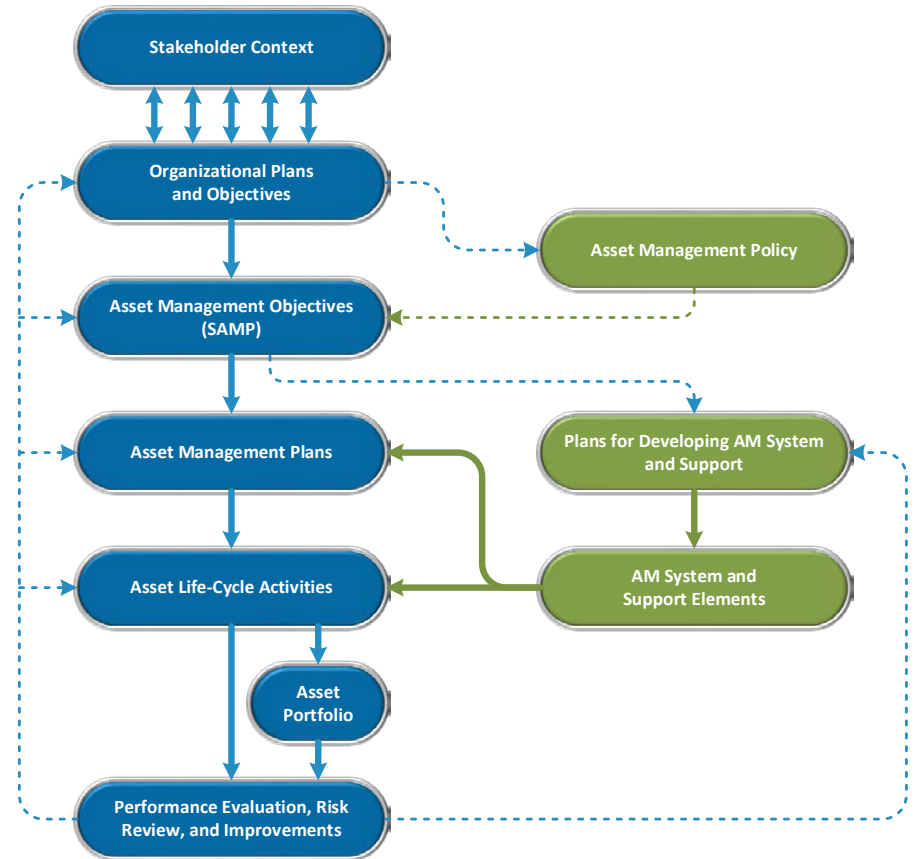 Stakeholder Context
Organizational Plans
and Objectives
Asset Management Policy
Asset Management Objectives
(SAMP)
Asset Management Plans
Plans for Developing AM System
and Support
Asset Life-Cycle Activities
AM System and
Support Elements
Asset
Portfolio
Performance Evaluation, Risk
Review, and Improvements